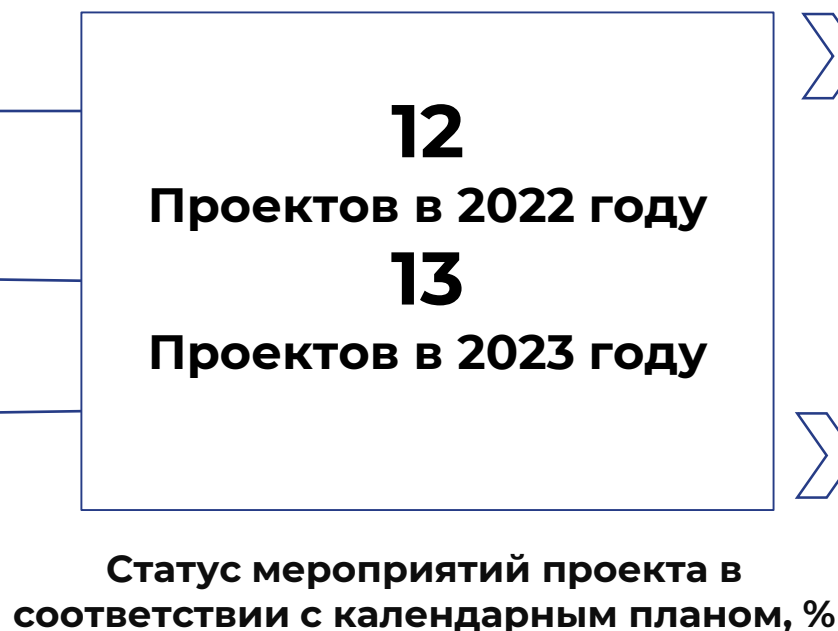 12
Проектов в 2022 году
13
Проектов в 2023 году
Статус мероприятий проекта в
соответствии с календарным планом, %